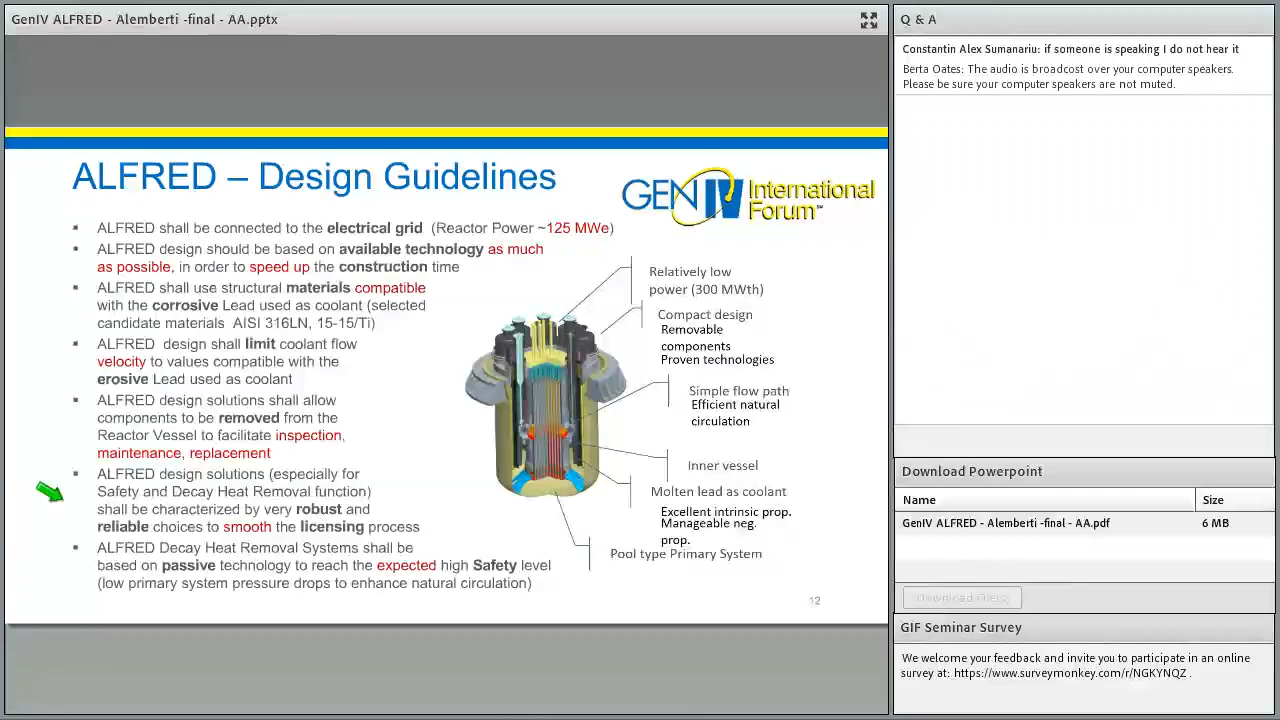 GenIV ALFRED - Alemberti -final - AA.pptx
ALFRED – Design Guidelines
GEN IV International
Forum™
▪ ALFRED shall be connected to the electrical grid (Reactor Power ~125 MWe)
▪ ALFRED design should be based on available technology as much
as possible, in order to speed up the construction time
▪ ALFRED shall use structural materials compatible
with the corrosive Lead used as coolant (selected
candidate materials AISI 316LN, 15-15/Ti)
▪ ALFRED design shall limit coolant flow
velocity to values compatible with the
erosive Lead used as coolant
▪ ALFRED design solutions shall allow
components to be removed from the
Reactor Vessel to facilitate inspection,
maintenance, replacement
▪ ALFRED design solutions (especially for
Safety and Decay Heat Removal function)
shall be characterized by very robust and
reliable choices to smooth the licensing process
▪ ALFRED Decay Heat Removal Systems shall be
based on passive technology to reach the expected high Safety level
(low primary system pressure drops to enhance natural circulation)
Relatively low
power (300 MWth)
Compact design
Removable
components
Proven technologies
Simple flow path
Efficient natural
circulation
Inner vessel
Molten lead as coolant
Excellent intrinsic prop.
Manageable neg.
prop.
Pool type Primary System
12
Q & A
Constantin Alex Sumanariu: if someone is speaking I do not hear it
Berta Oates: The audio is broadcast over your computer speakers.
Please be sure your computer speakers are not muted.
Download Powerpoint
Name Size
GenIV ALFRED - Alemberti -final - AA.pdf 6 MB
Download File(s)
GIF Seminar Survey
We welcome your feedback and invite you to participate in an online
survey at: https://www.surveymonkey.com/r/NGKYNQZ .